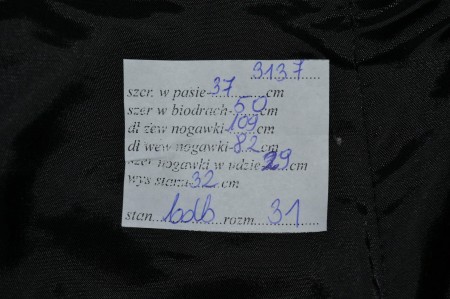 3137
szer. w pasie 37 cm
szer w biodrach 50 cm
dł zew nogawki 109 cm
dł wew nogawki 82 cm
szer nogawki w udzie 29 cm
wys stanu 32 cm
stan bdb rozm 31